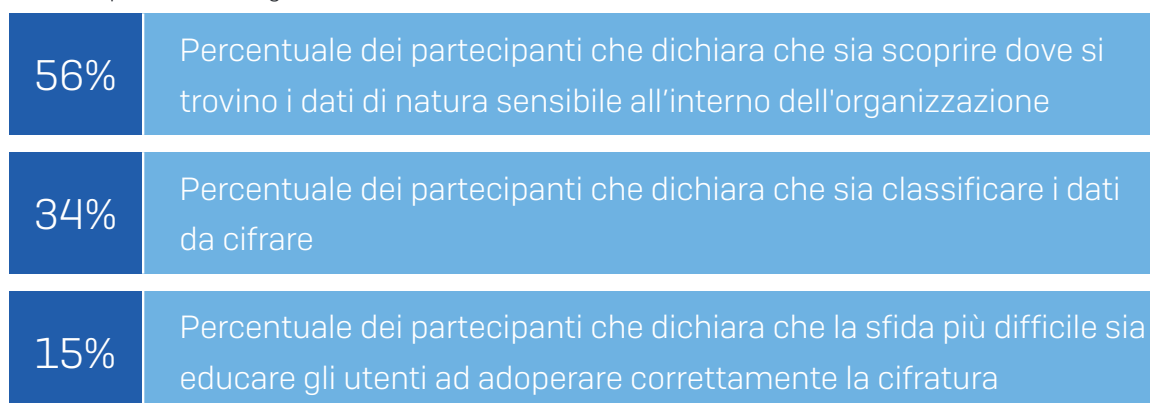 56%
Percentuale dei partecipanti che dichiara che sia scoprire dove si
trovino i dati di natura sensibile all’interno dell'organizzazione
34%
Percentuale dei partecipanti che dichiara che sia classificare i dati
da cifrare
15%
Percentuale dei partecipanti che dichiara che la sfida più difficile sia
educare gli utenti ad adoperare correttamente la cifratura